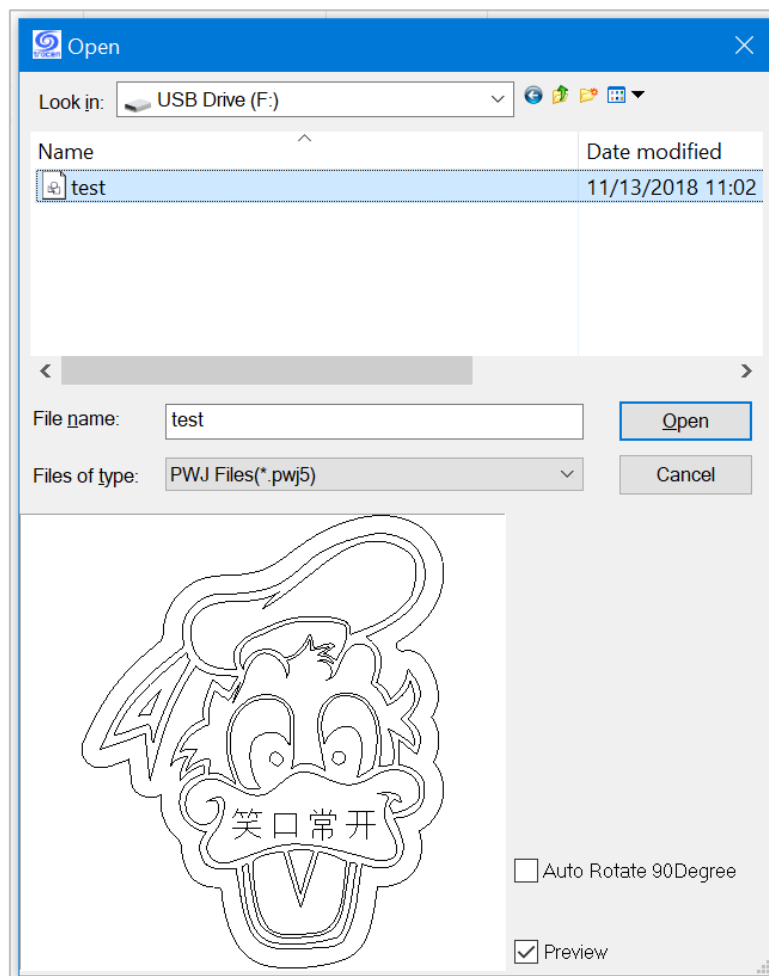 trocen
Open
Look in: USB Drive (F:)
Name Date modified
test 11/13/2018 11:02
File name: test Open
Files of type: PWJ Files(*.pwj5) Cancel
笑口常开
Auto Rotate 90Degree
Preview